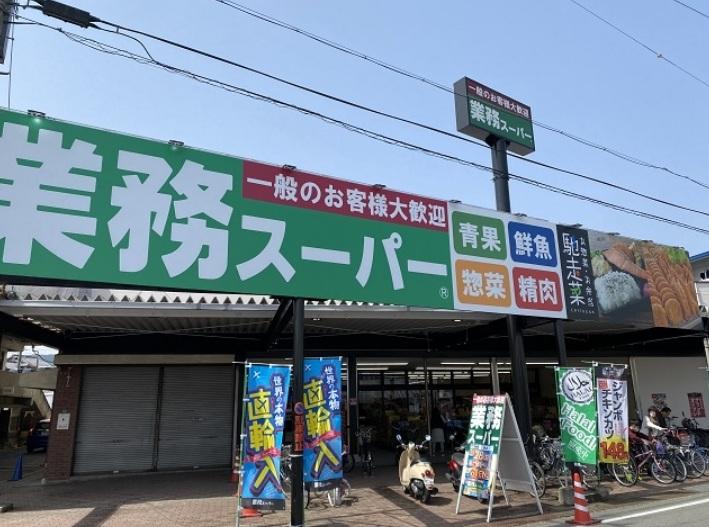 一般のお客様大歓迎
業務スーパー
業務
一般のお客様大歓迎
スーパー
®
青果
鮮魚
惣菜
精肉
馳走菜
世界の本物
直輸入
世界の本物
直輸入
業務
スーパー
Halal
Food!
ジャンボ
チキンカツ
148